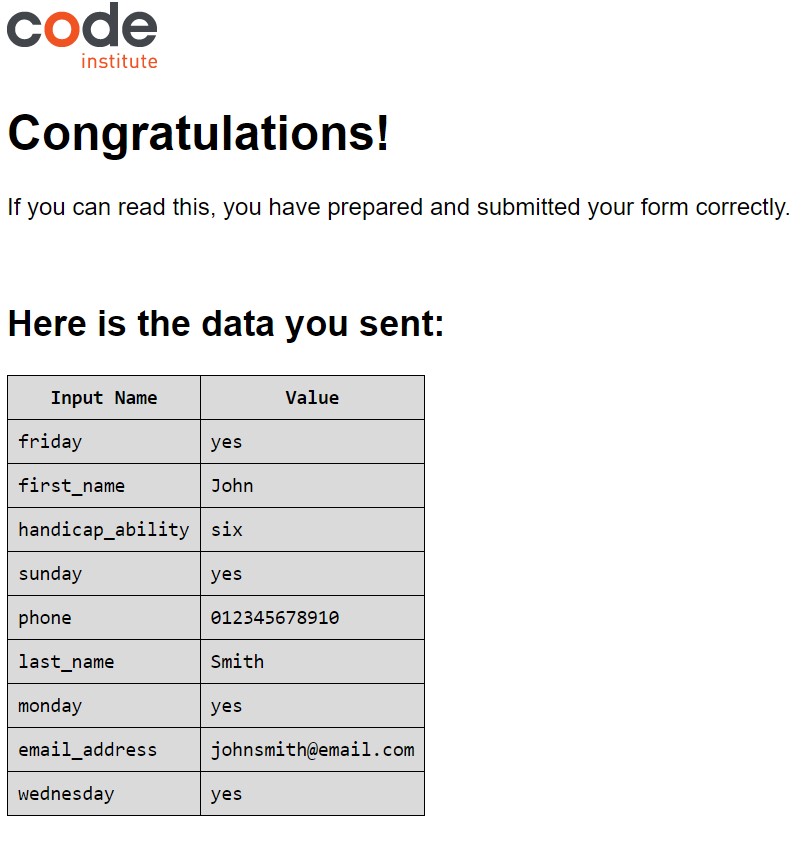 code
institute
Congratulations!
If you can read this, you have prepared and submitted your form correctly.
Here is the data you sent:
Input Name Value
friday yes
first_name John
handicap_ability six
sunday yes
phone 012345678910
last_name Smith
monday yes
email_address johnsmith@email.com
wednesday yes